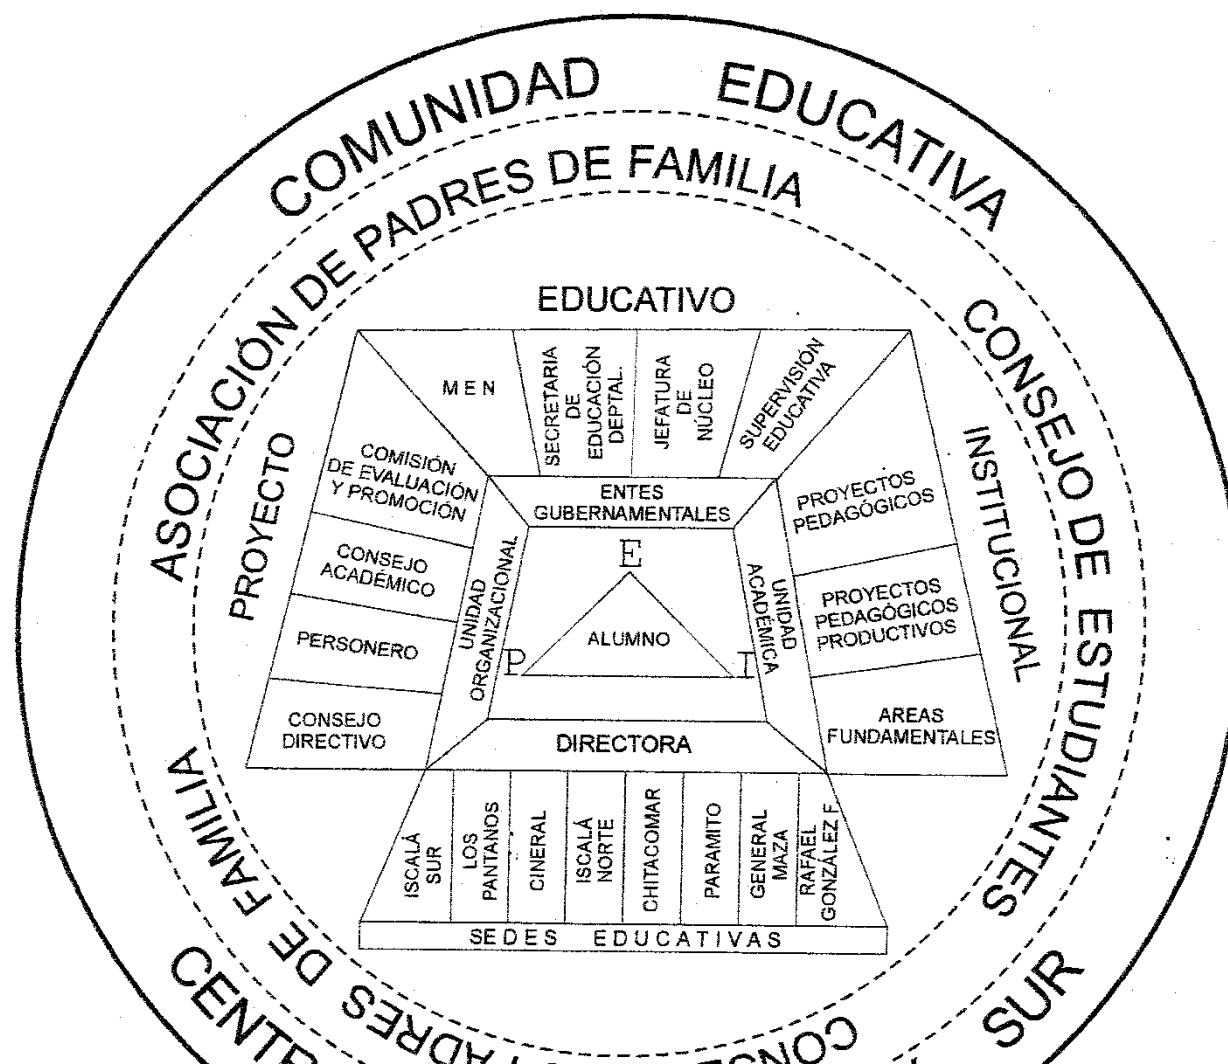 COMUNIDAD EDUCATIVA
ASOCIACIÓN DE PADRES DE FAMILIA
CONSEJO DE ESTUDIANTES
EDUCATIVO
PROYECTO
INSTITUCIONAL
MEN
SECRETARIA
DE
EDUCACIÓN
DEPTAL.
JEFATURA
DE
NÚCLEO
SUPERVISIÓN
EDUCATIVA
ENTES
GUBERNAMENTALES
COMISIÓN
DE EVALUACIÓN
Y PROMOCIÓN
CONSEJO
ACADÉMICO
PERSONERO
CONSEJO
DIRECTIVO
UNIDAD
ORGANIZACIONAL
E
ALUMNO
P
I
UNIDAD
ACADÉMICA
PROYECTOS
PEDAGÓGICOS
PROYECTOS
PEDAGÓGICOS
PRODUCTIVOS
AREAS
FUNDAMENTALES
DIRECTORA
ISCALÁ
SUR
LOS
PANTANOS
CINERAL
ISCALÁ
NORTE
CHITACOMAR
PARAMITO
GENERAL
MAZA
RAFAEL
GONZÁLEZ F.
SEDES EDUCATIVAS
PADRES DE FAMILIA
SUR